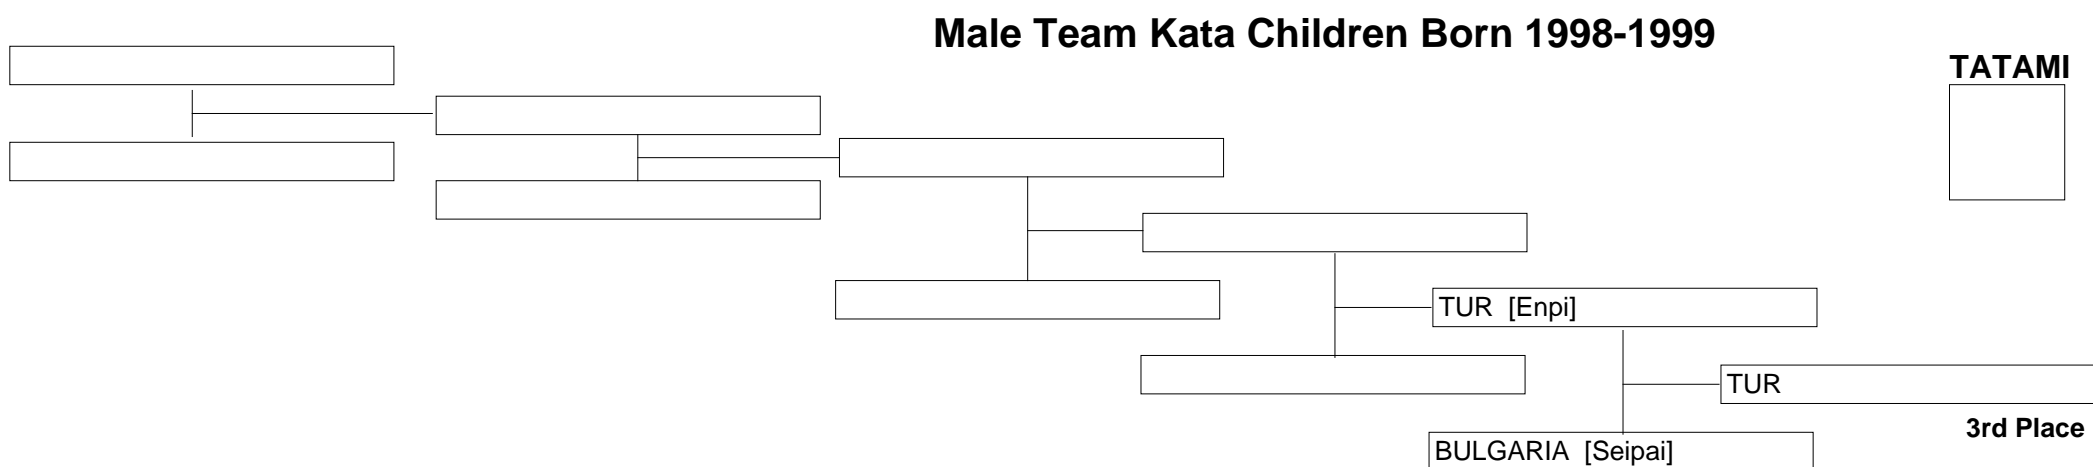 Male Team Kata Children Born 1998-1999
TATAMI
TUR [Enpi]
TUR
3rd Place
BULGARIA [Seipai]